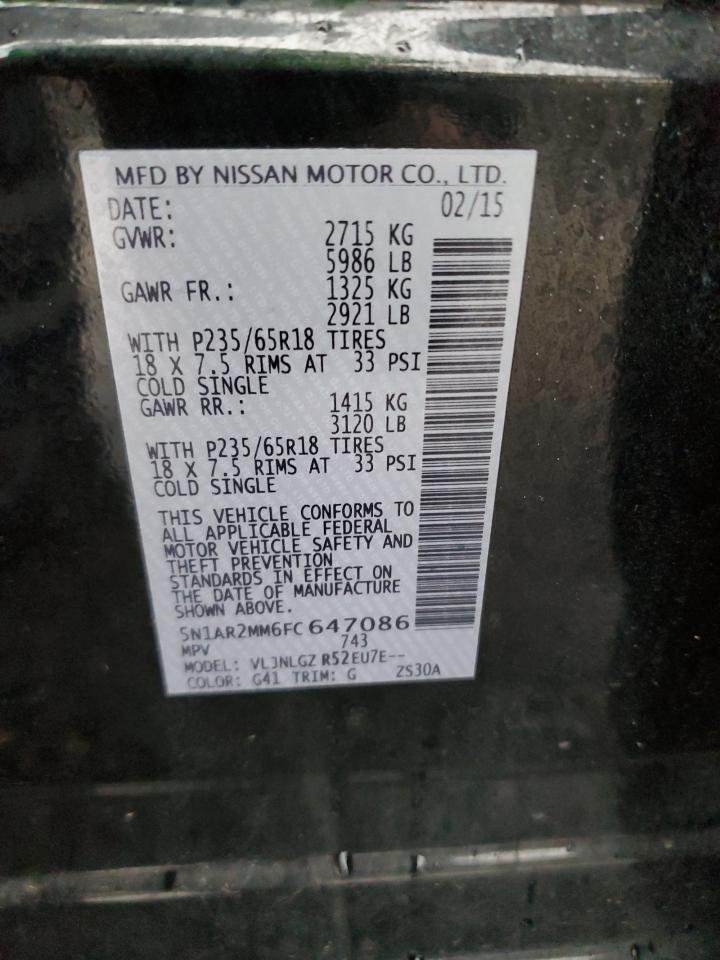 MFD BY NISSAN MOTOR CO., LTD.
DATE: 02/15
GVWR: 2715 KG
5986 LB
GAWR FR.: 1325 KG
2921 LB
WITH P235/65R18 TIRES
18 X 7.5 RIMS AT 33 PSI
COLD SINGLE
GAWR RR.: 1415 KG
3120 LB
WITH P235/65R18 TIRES
18 X 7.5 RIMS AT 33 PSI
COLD SINGLE
THIS VEHICLE CONFORMS TO
ALL APPLICABLE FEDERAL
MOTOR VEHICLE SAFETY AND
THEFT PREVENTION
STANDARDS IN EFFECT ON
THE DATE OF MANUFACTURE
SHOWN ABOVE.
5N1AR2MM6FC647086
MPV 743
MODEL: VL3NLGZ R52EU7E--
COLOR: G41 TRIM: G ZS30A